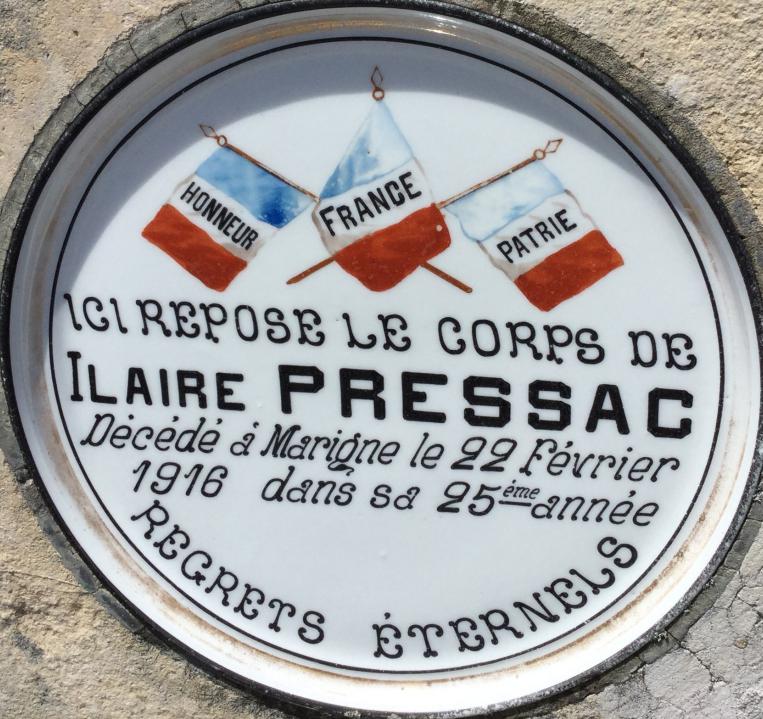 HONNEUR
FRANCE
PATRIE
ICI REPOSE LE CORPS DE
ILAIRE PRESSAC
Décédé à Marigne le 22 Février
1916 dans sa 25ème année
REGRETS ÉTERNELS